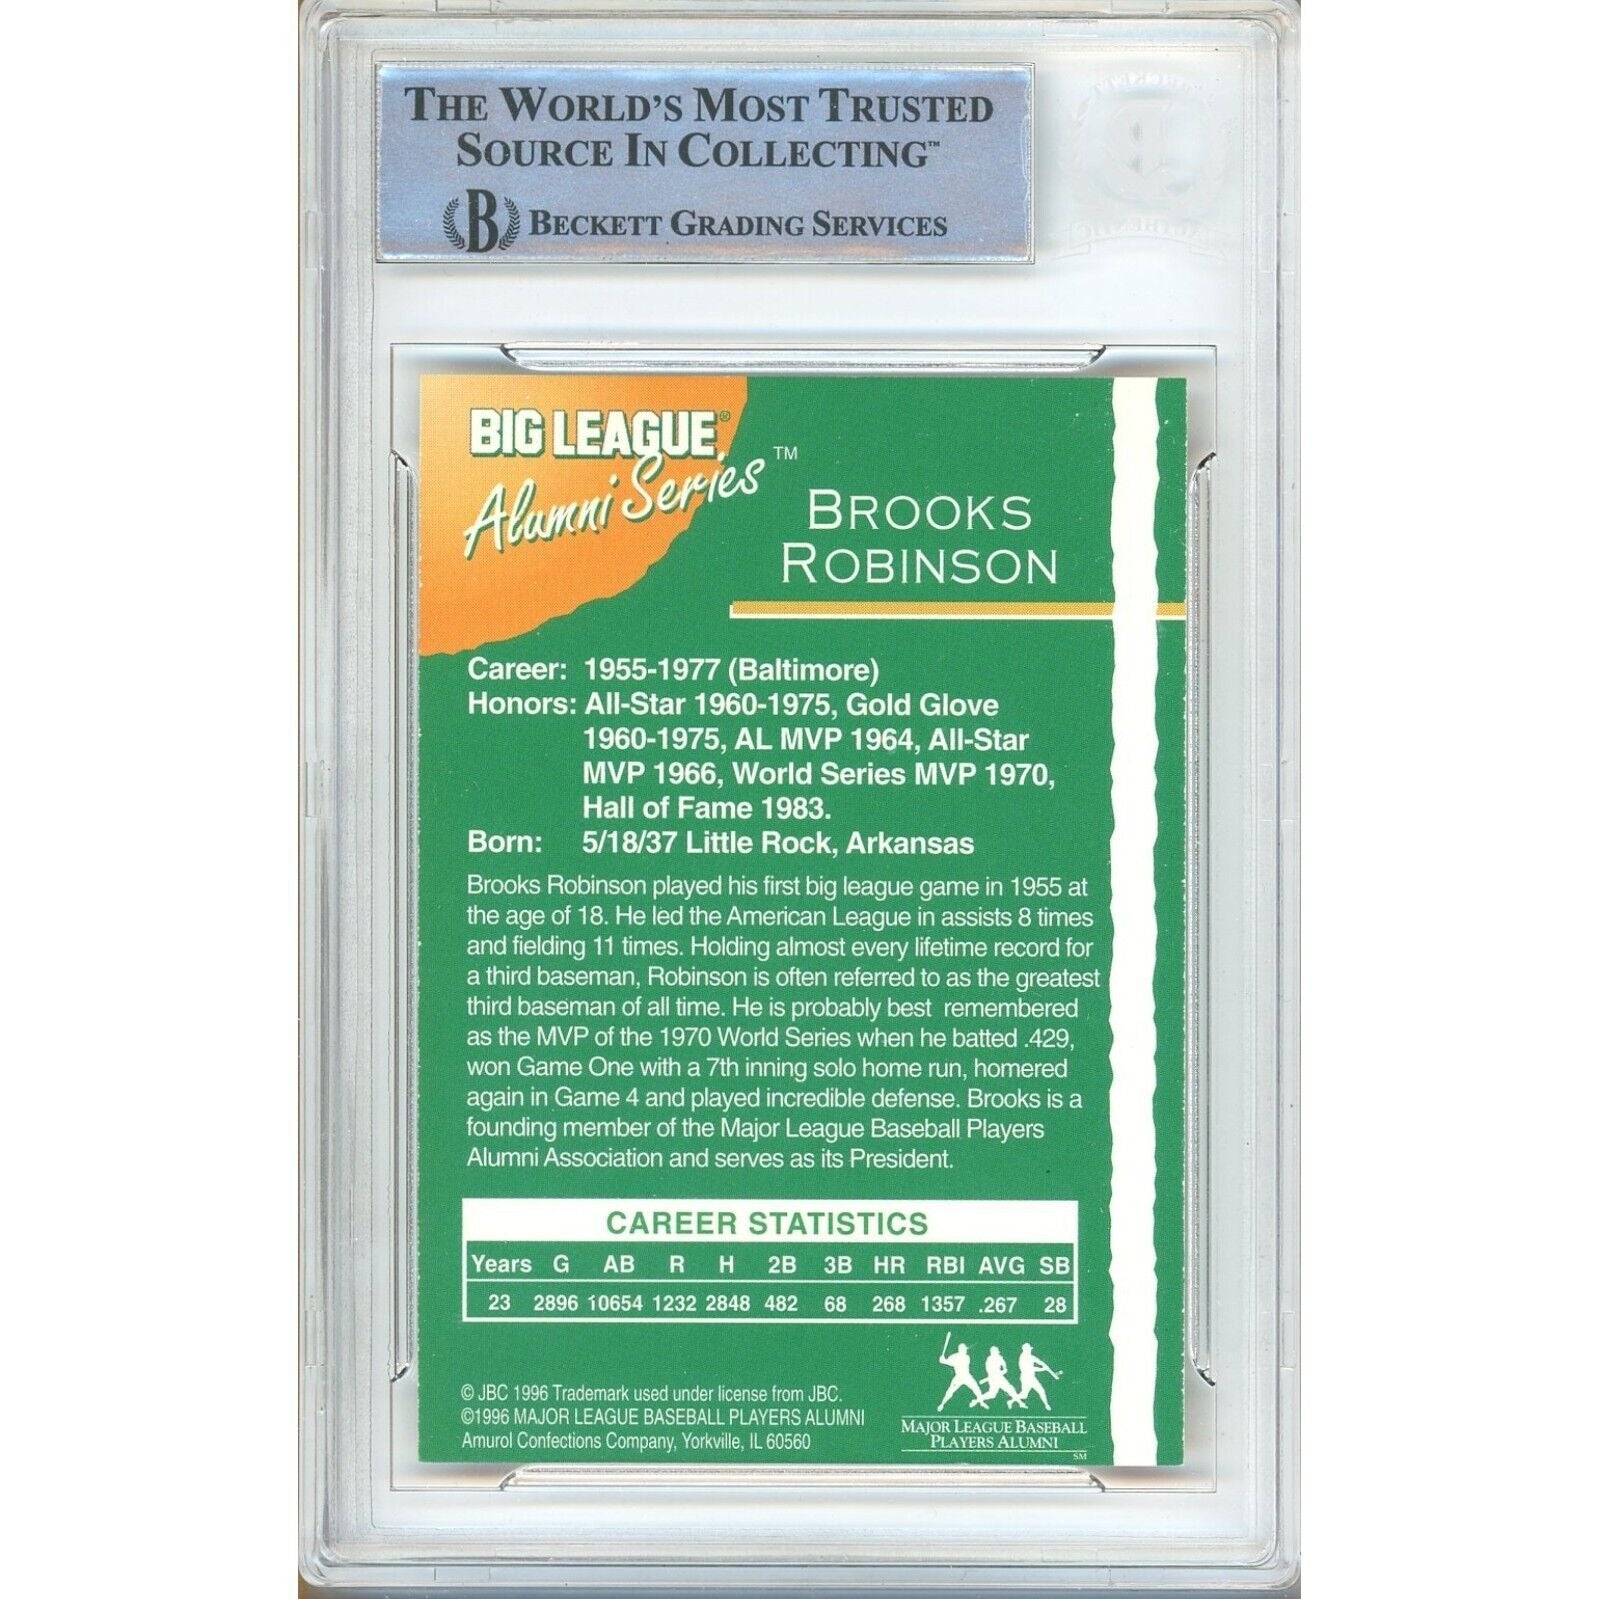 THE WORLD'S MOST TRUSTED
SOURCE IN COLLECTING™
B BECKETT GRADING SERVICES
BIG LEAGUE®
Alumni Series™
BROOKS
ROBINSON
Career: 1955-1977 (Baltimore)
Honors: All-Star 1960-1975, Gold Glove
1960-1975, AL MVP 1964, All-Star
MVP 1966, World Series MVP 1970,
Hall of Fame 1983.
Born: 5/18/37 Little Rock, Arkansas
Brooks Robinson played his first big league game in 1955 at
the age of 18. He led the American League in assists 8 times
and fielding 11 times. Holding almost every lifetime record for
a third baseman, Robinson is often referred to as the greatest
third baseman of all time. He is probably best remembered
as the MVP of the 1970 World Series when he batted .429,
won Game One with a 7th inning solo home run, homered
again in Game 4 and played incredible defense. Brooks is a
founding member of the Major League Baseball Players
Alumni Association and serves as its President.
CAREER STATISTICS
Years G AB R H 2B 3B HR RBI AVG SB
23 2896 10654 1232 2848 482 68 268 1357 .267 28
© JBC 1996 Trademark used under license from JBC.
©1996 MAJOR LEAGUE BASEBALL PLAYERS ALUMNI
Amurol Confections Company, Yorkville, IL 60560
MAJOR LEAGUE BASEBALL
PLAYERS ALUMNI
SM